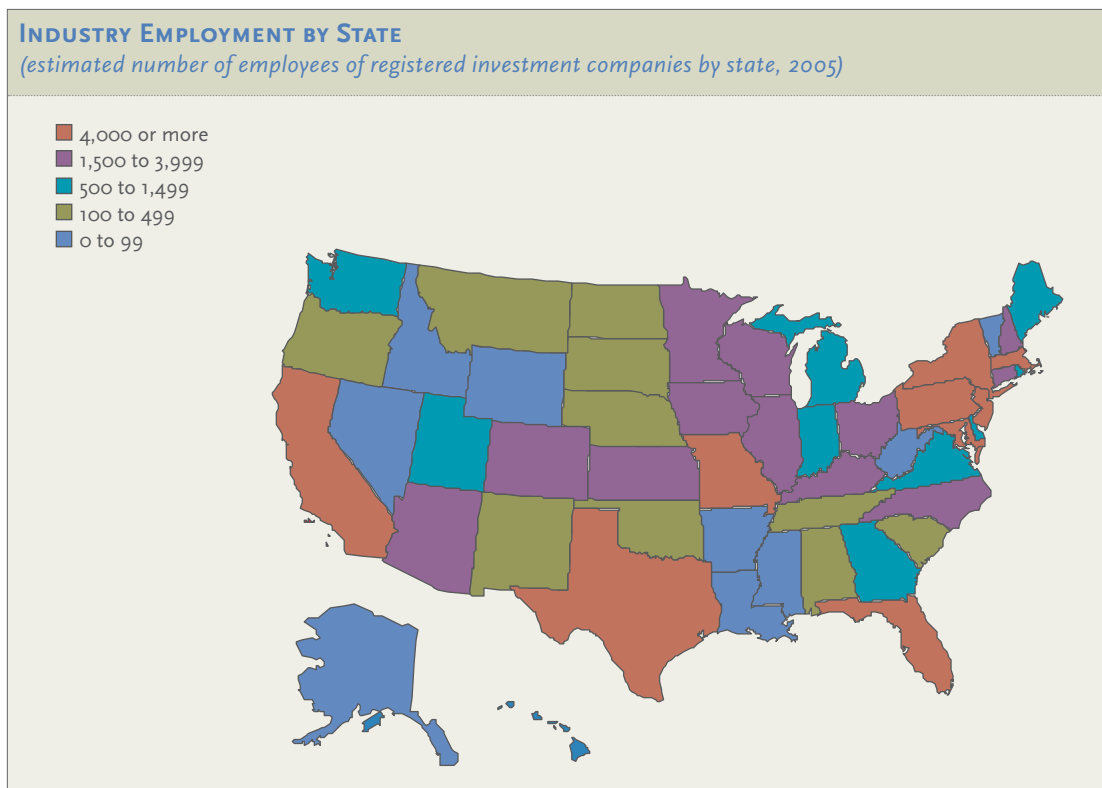 Industry Employment by State
(estimated number of employees of registered investment companies by state, 2005)
4,000 or more
1,500 to 3,999
500 to 1,499
100 to 499
0 to 99